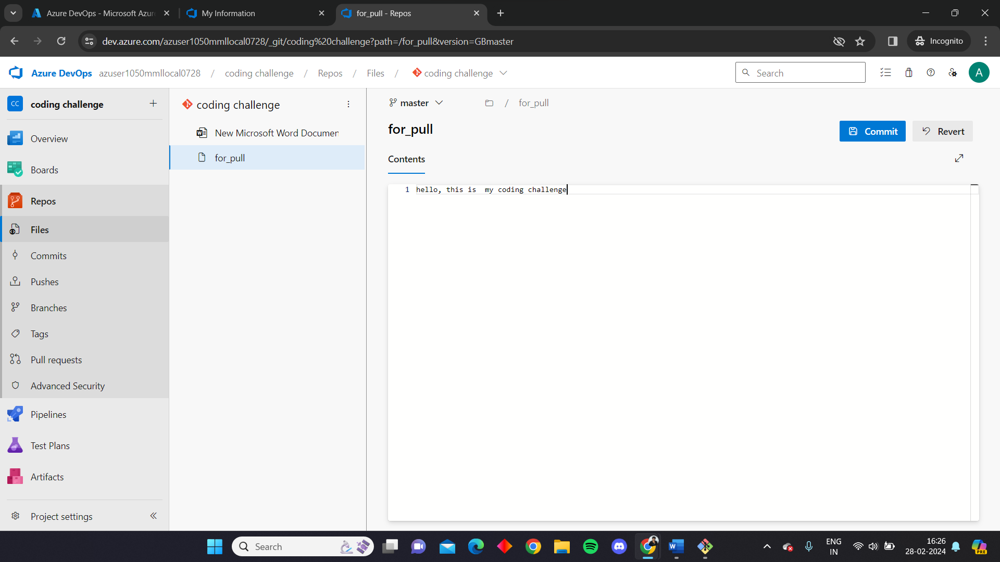 Azure DevOps - Microsoft Azur
My Information
for_pull - Repos
dev.azure.com/azuser1050mmllocal0728/_git/coding%20challenge?path=/for_pull&version=GBmaster
Incognito
Azure DevOps azuser1050mmllocal0728 / coding challenge / Repos / Files / coding challenge
Search
A
CC coding challenge +
Overview
Boards
Repos
Files
Commits
Pushes
Branches
Tags
Pull requests
Advanced Security
Pipelines
Test Plans
Artifacts
Project settings
coding challenge
New Microsoft Word Documen
for_pull
master
/ for_pull
for_pull
Commit
Revert
Contents
1 hello, this is  my coding challenge
Search
ENG
IN
16:26
28-02-2024
PRE